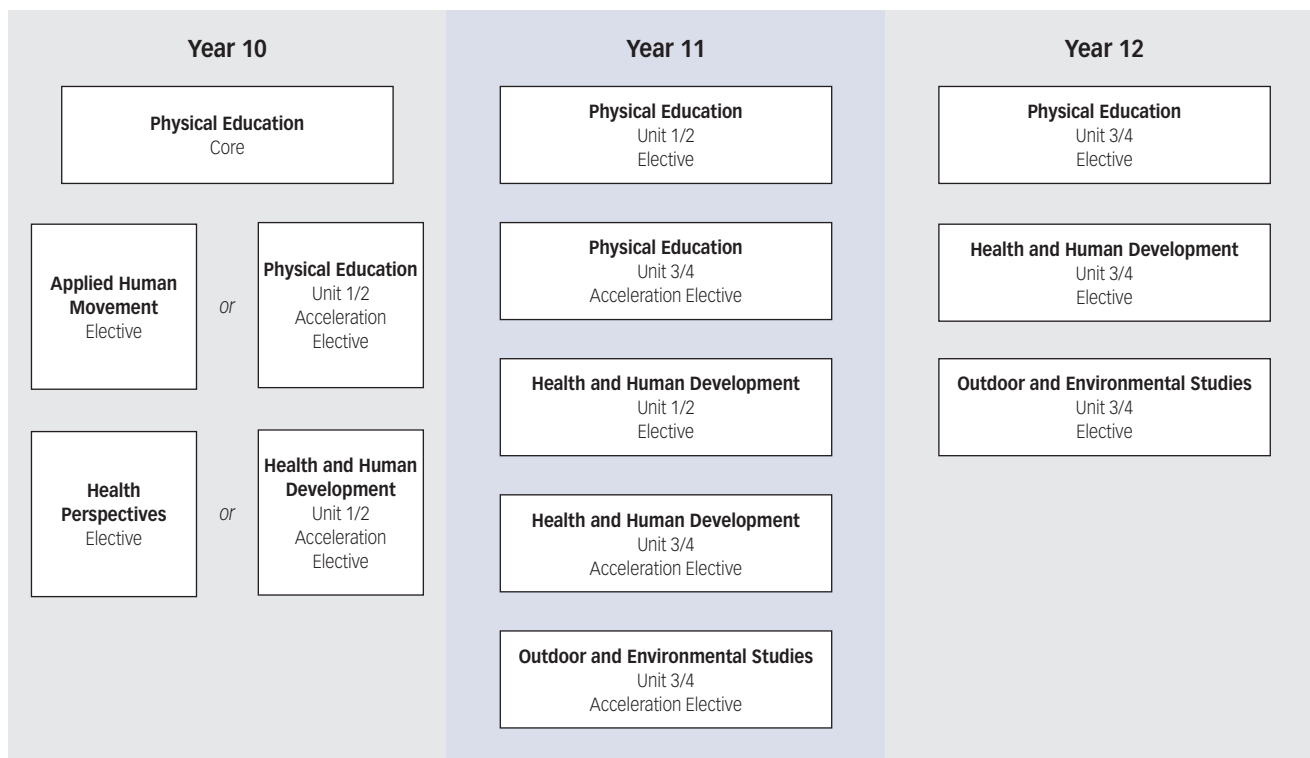 Year 10
Physical Education
Core
Applied Human
Movement
Elective
or
Physical Education
Unit 1/2
Acceleration
Elective
Health
Perspectives
Elective
or
Health and Human
Development
Unit 1/2
Acceleration
Elective
Year 11
Physical Education
Unit 1/2
Elective
Physical Education
Unit 3/4
Acceleration Elective
Health and Human Development
Unit 1/2
Elective
Health and Human Development
Unit 3/4
Acceleration Elective
Outdoor and Environmental Studies
Unit 3/4
Acceleration Elective
Year 12
Physical Education
Unit 3/4
Elective
Health and Human Development
Unit 3/4
Elective
Outdoor and Environmental Studies
Unit 3/4
Elective